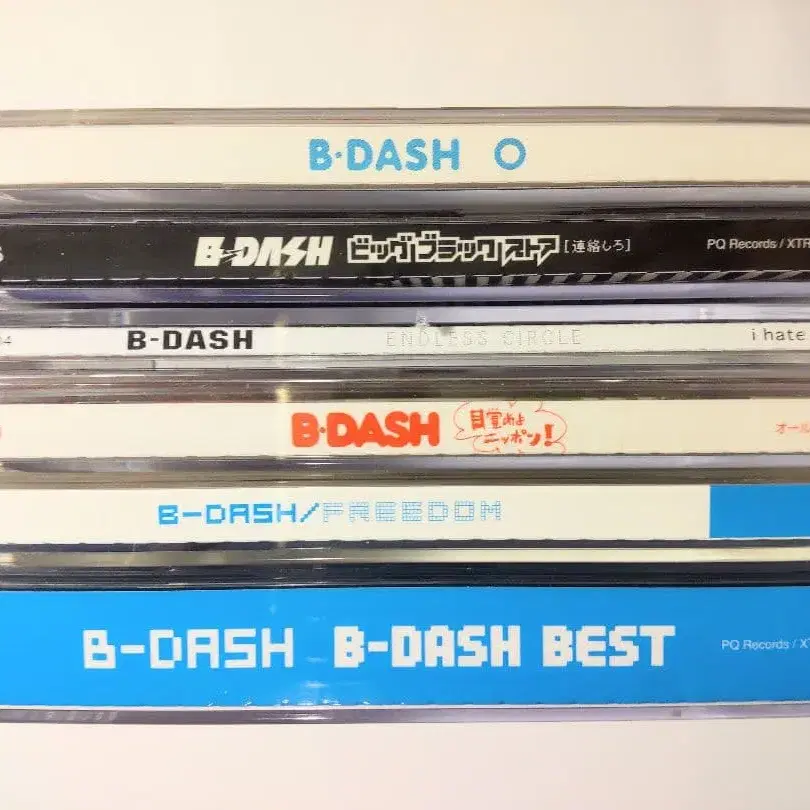 B·DASH O
B-DASH ビッグブラックストア [連絡しろ] PQ Records / XTR
04 B-DASH ENDLESS CIRCLE i hate
B·DASH 目覚めよ ニッポン! オール
B-DASH/FREEDOM
B-DASH B-DASH BEST PQ Records / XT